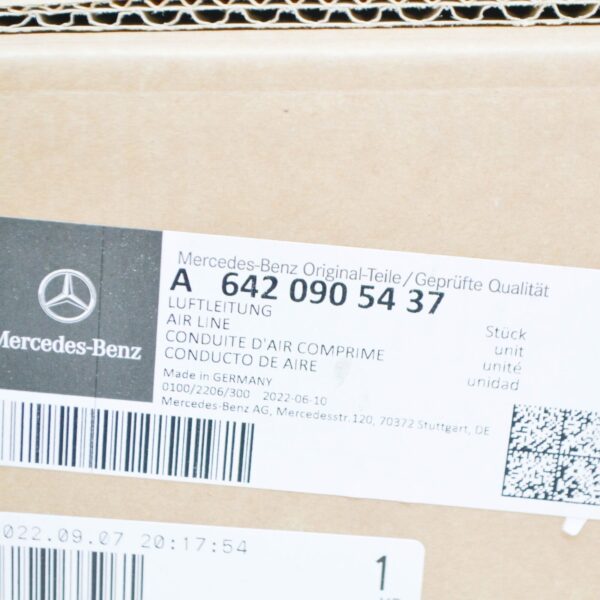 Mercedes-Benz
Mercedes-Benz Original-Teile/Geprüfte Qualität
A 642 090 54 37
LUFTLEITUNG
AIR LINE
CONDUITE D'AIR COMPRIME
CONDUCTO DE AIRE
Stück
unit
unité
unidad
Made in GERMANY
0100/2206/300 2022-06-10
Mercedes-Benz AG, Mercedesstr.120, 70372 Stuttgart, DE
022.09.07 20:17:54
1